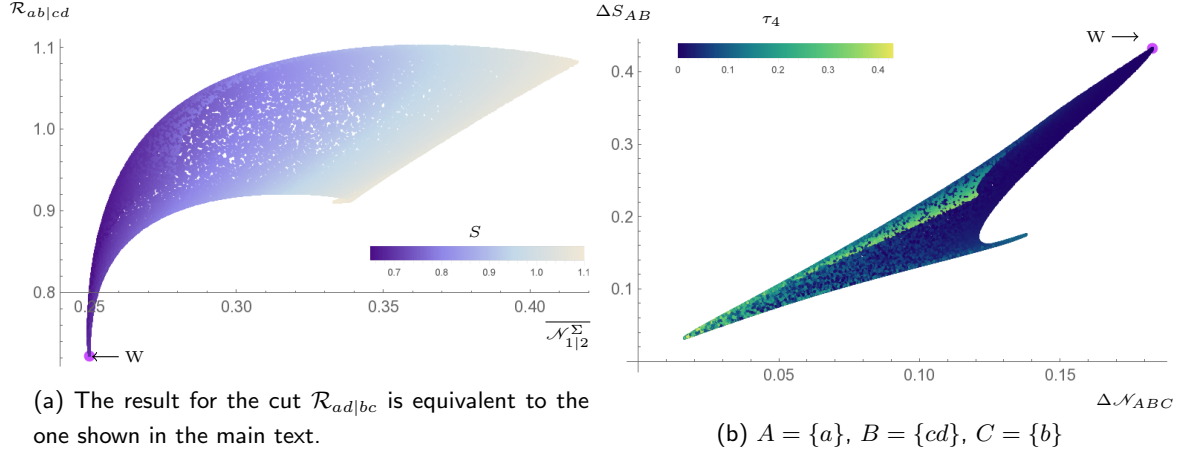 𝓡_{ab|cd}
1.1
1.0
0.9
0.8
0.25
0.30
0.35
0.40
S
0.7
0.8
0.9
1.0
1.1
W
\overline{𝒩^Σ_{1|2}}
(a) The result for the cut 𝓡_{ad|bc} is equivalent to the
one shown in the main text.
ΔS_{AB}
τ_4
0
0.1
0.2
0.3
0.4
W
0.4
0.3
0.2
0.1
0.05
0.10
0.15
Δ𝒩_{ABC}
(b) A = {a}, B = {cd}, C = {b}